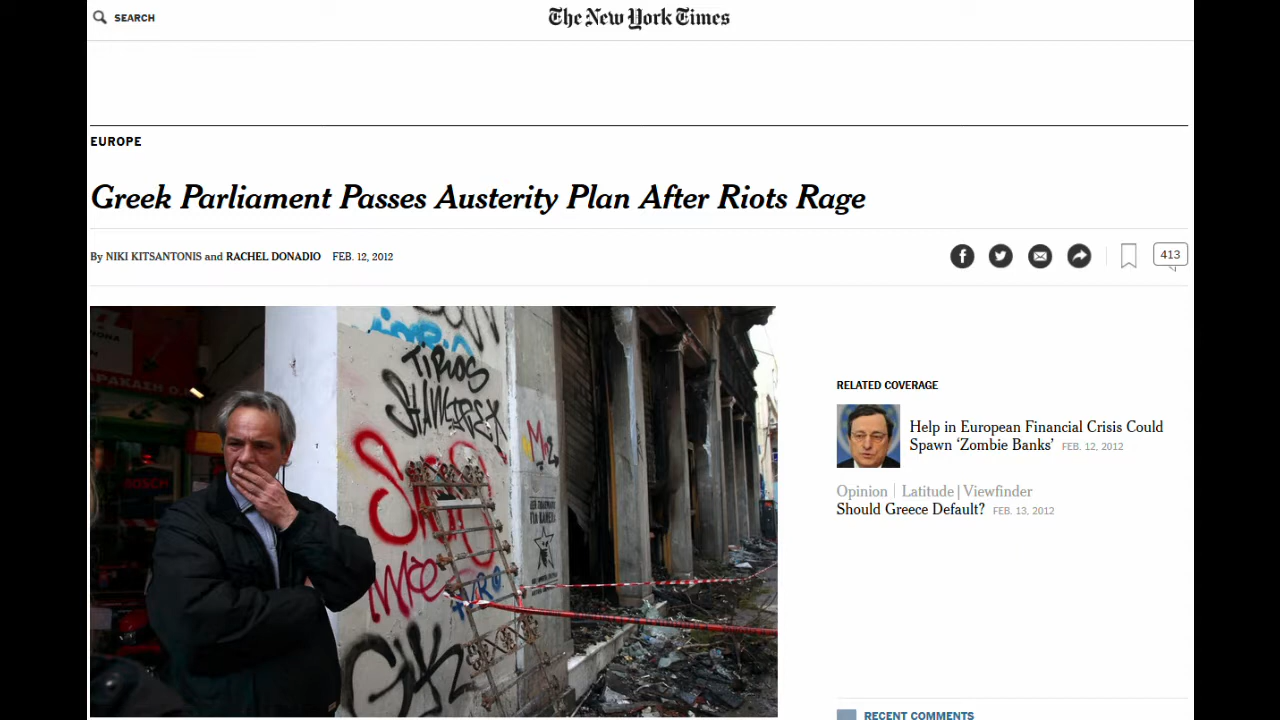 SEARCH
The New York Times
EUROPE
Greek Parliament Passes Austerity Plan After Riots Rage
By NIKI KITSANTONIS and RACHEL DONADIO FEB. 12, 2012
413
RELATED COVERAGE
Help in European Financial Crisis Could
Spawn ‘Zombie Banks’ FEB. 12, 2012
Opinion | Latitude | Viewfinder
Should Greece Default? FEB. 13, 2012
BOSCH
RECENT COMMENTS